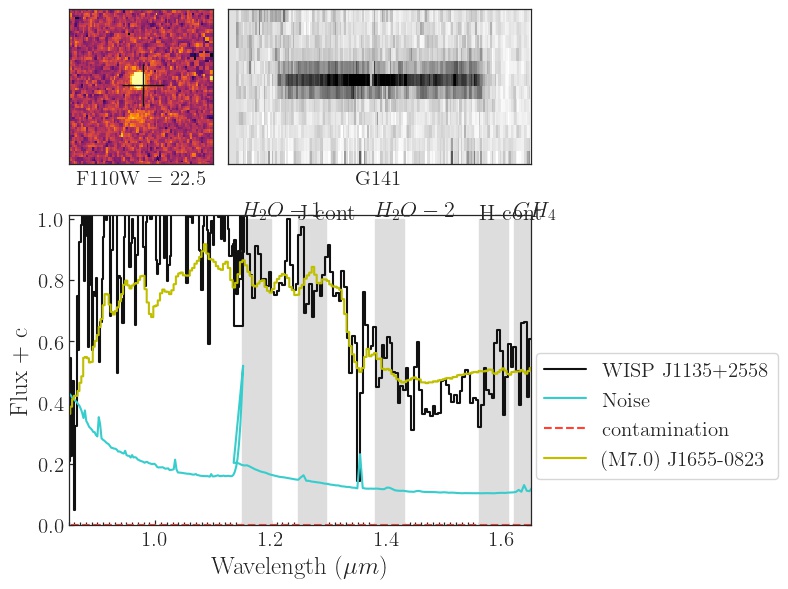 F110W = 22.5
G141
H₂O − 1
J cont
H₂O − 2
H cont
CH₄
1.0
0.8
0.6
0.4
0.2
0.0
Flux + c
1.0
1.2
1.4
1.6
Wavelength (μm)
WISP J1135+2558
Noise
contamination
(M7.0) J1655-0823